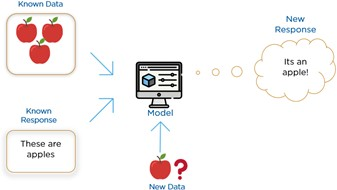 Known Data
New
Response
Its an
apple!
Known
Response
Model
These are
apples
?
New Data